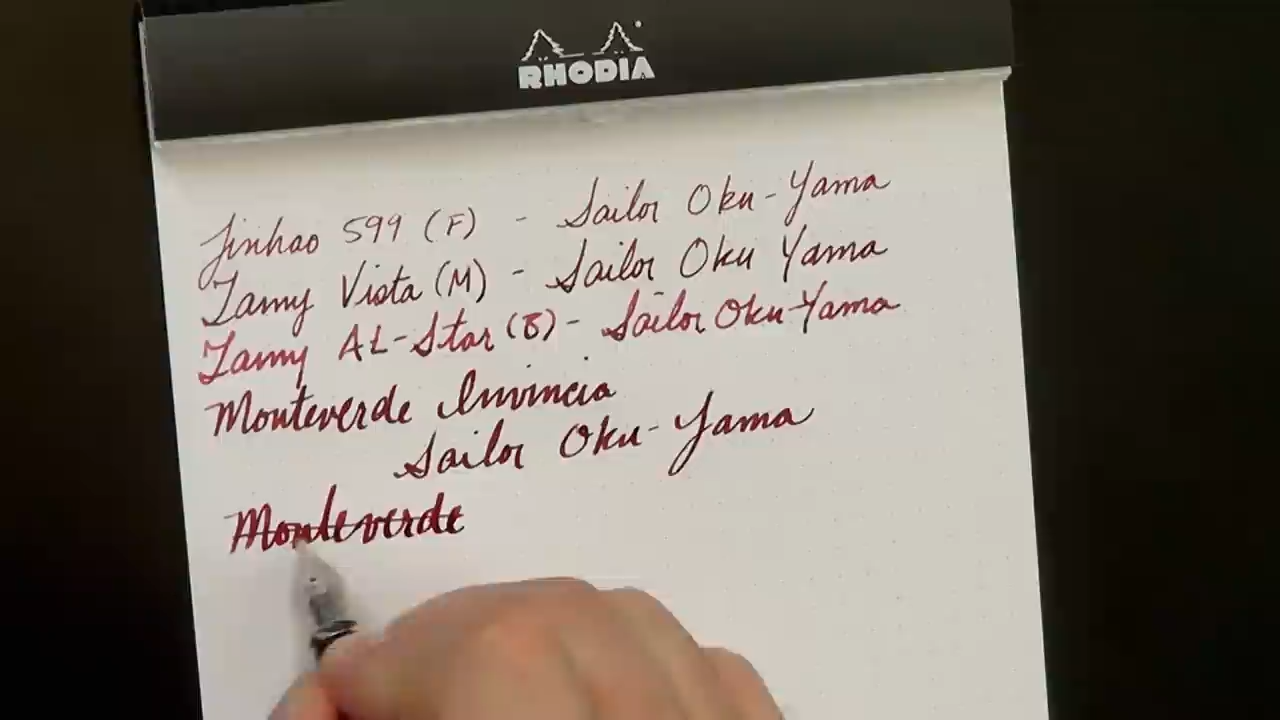 RHODIA
Jinhao 599 (F) - Sailor Oku-Yama
Lamy Vista (M) - Sailor Oku Yama
Lamy AL-Star (B) - Sailor Oku-Yama
Monteverde Invincia
Sailor Oku-Yama
Monteverde